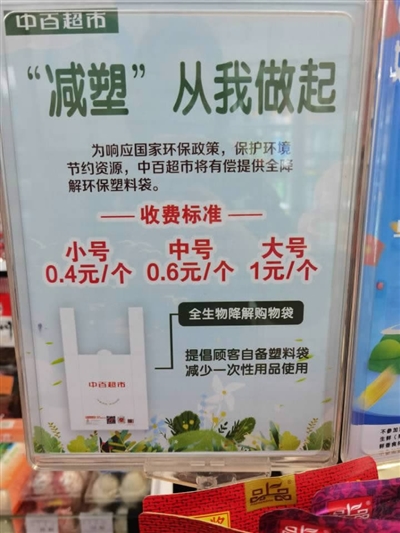 中百超市
“减塑”从我做起
为响应国家环保政策，保护环境
节约资源，中百超市将有偿提供全降
解环保塑料袋。
收费标准
小号 中号 大号
0.4元/个 0.6元/个 1元/个
全生物降解购物袋
中百超市
提倡顾客自备塑料袋
减少一次性用品使用